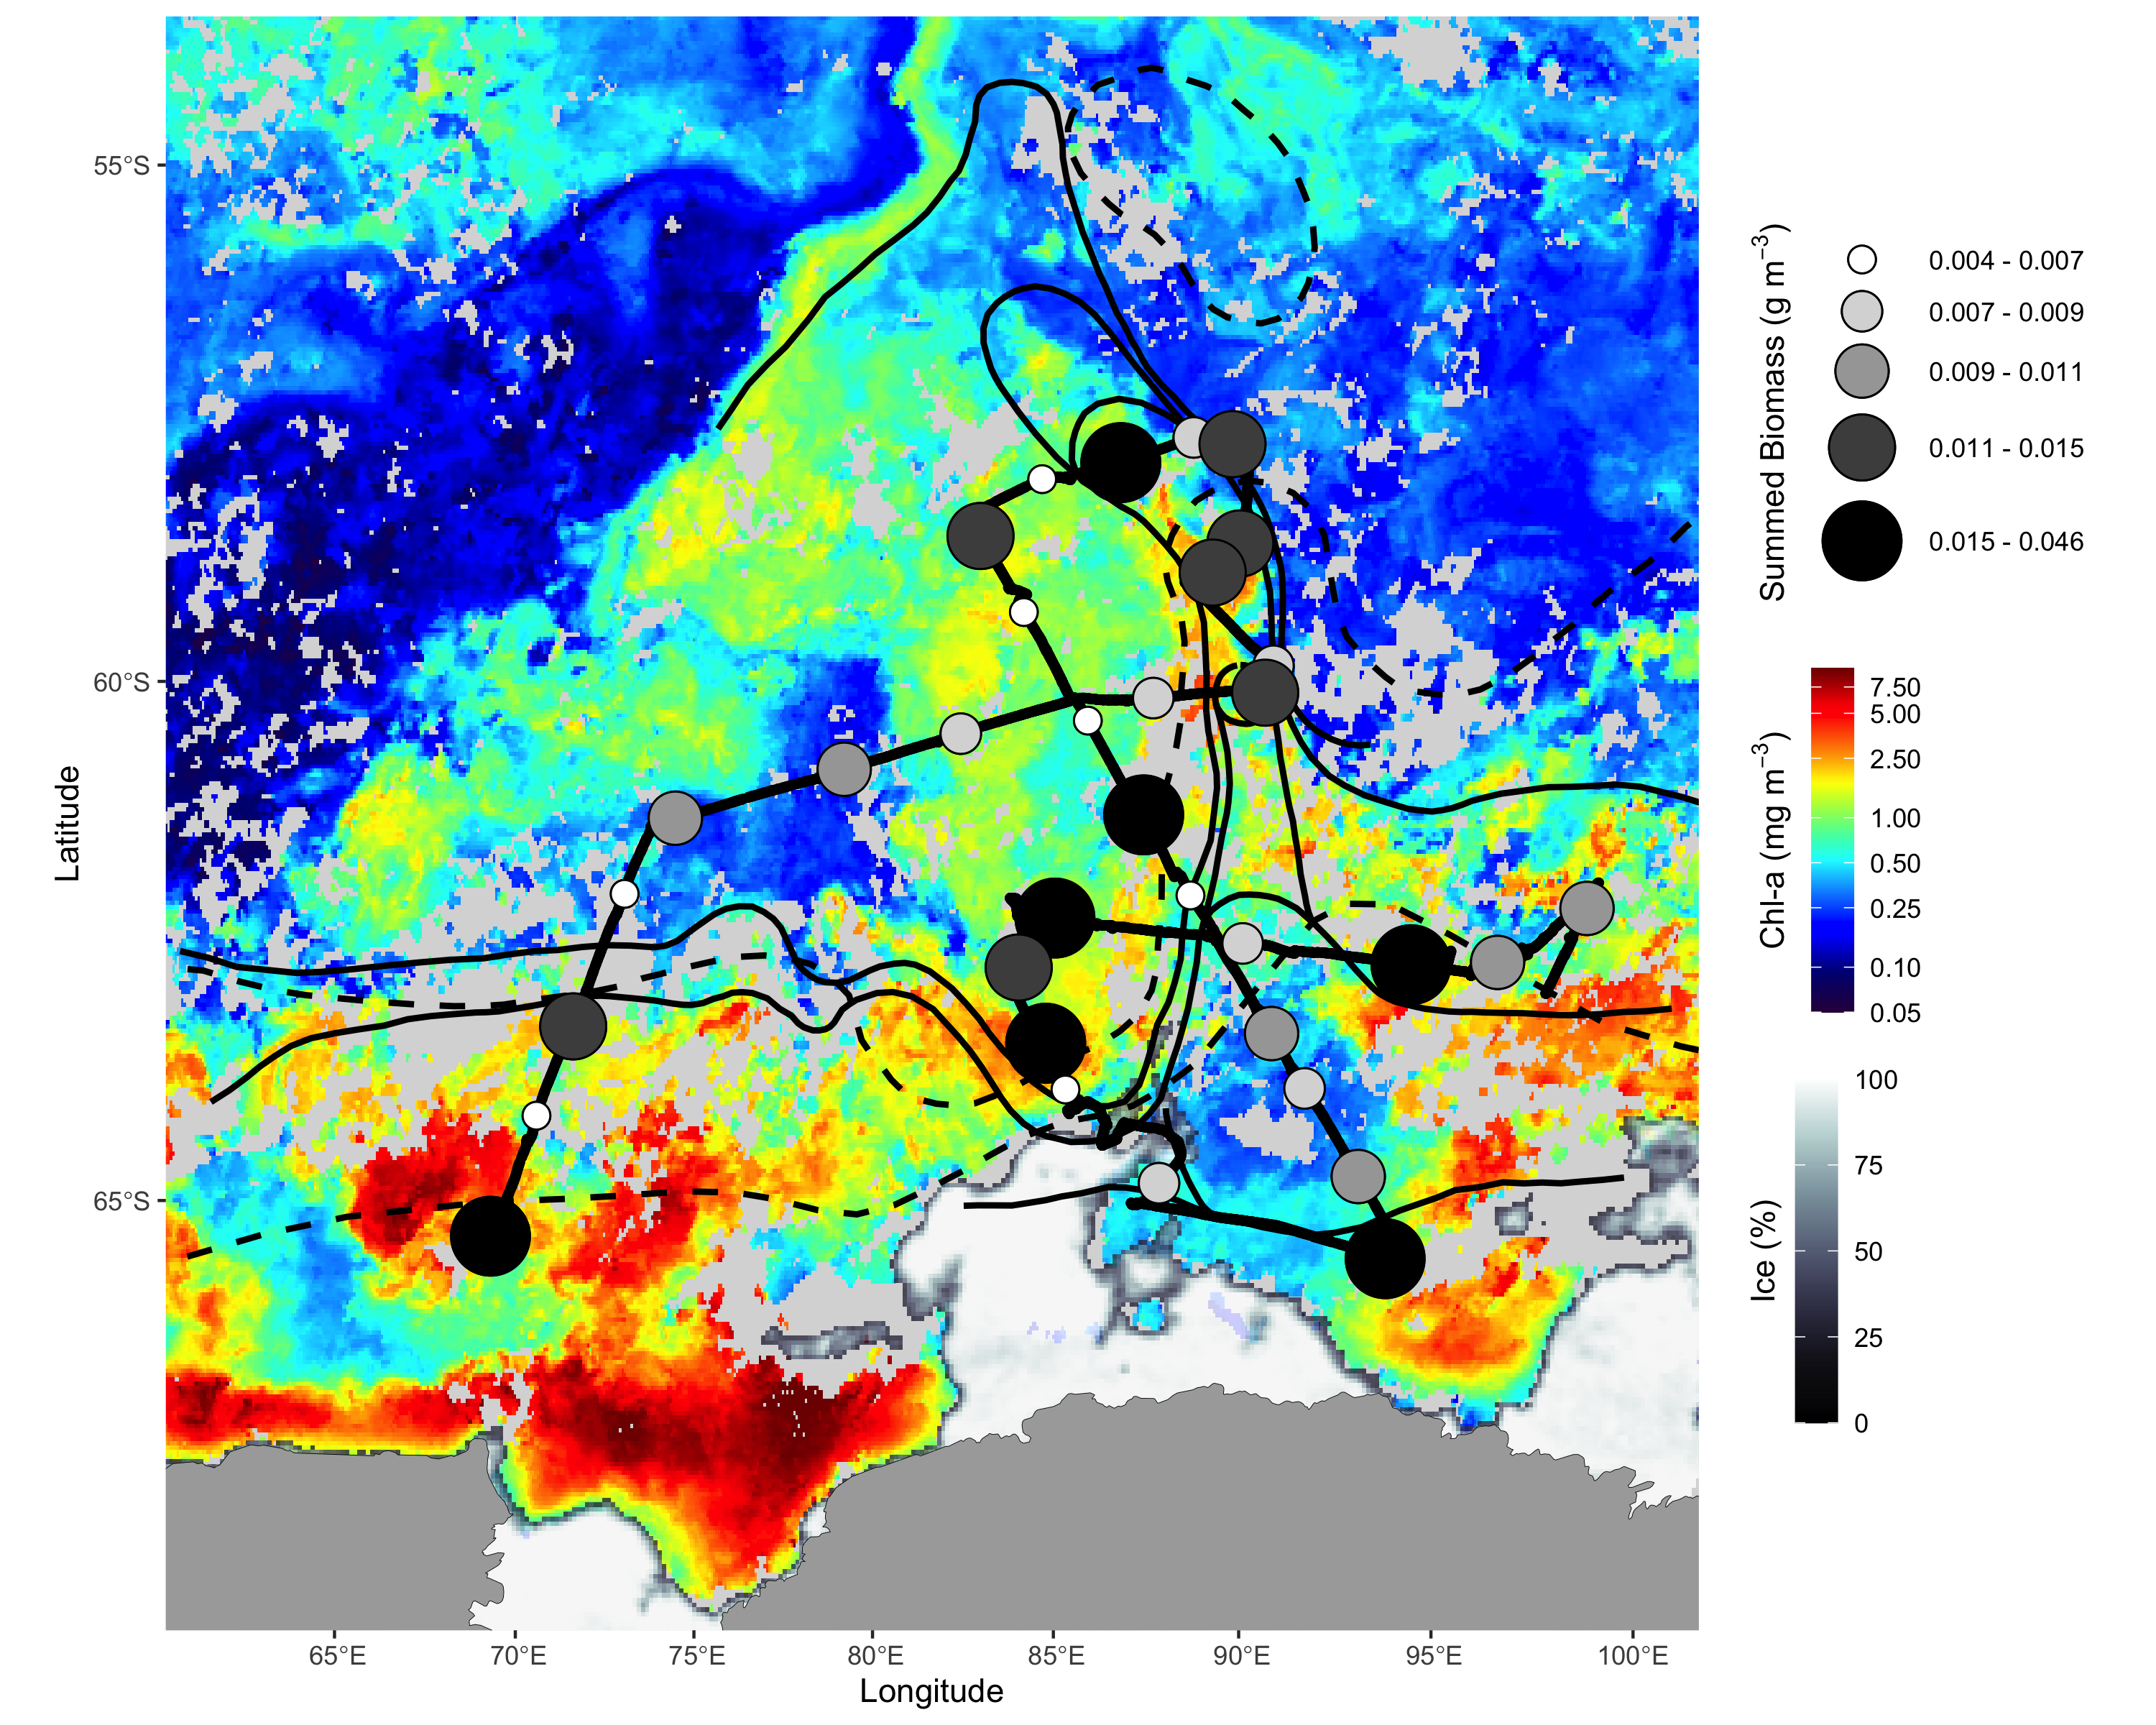 55°S
60°S
65°S
Latitude
65°E
70°E
75°E
80°E
85°E
90°E
95°E
100°E
Longitude
Summed Biomass (g m⁻³)
0.004 - 0.007
0.007 - 0.009
0.009 - 0.011
0.011 - 0.015
0.015 - 0.046
Chl-a (mg m⁻³)
7.50
5.00
2.50
1.00
0.50
0.25
0.10
0.05
Ice (%)
100
75
50
25
0